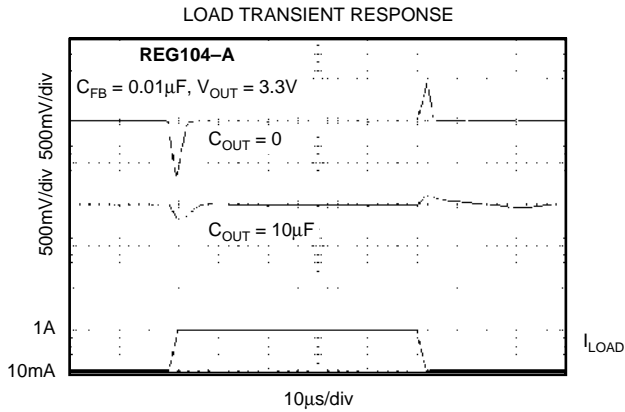 LOAD TRANSIENT RESPONSE
REG104–A
C_FB = 0.01μF, V_OUT = 3.3V
500mV/div
C_OUT = 0
500mV/div
C_OUT = 10μF
1A
10mA
I_LOAD
10μs/div